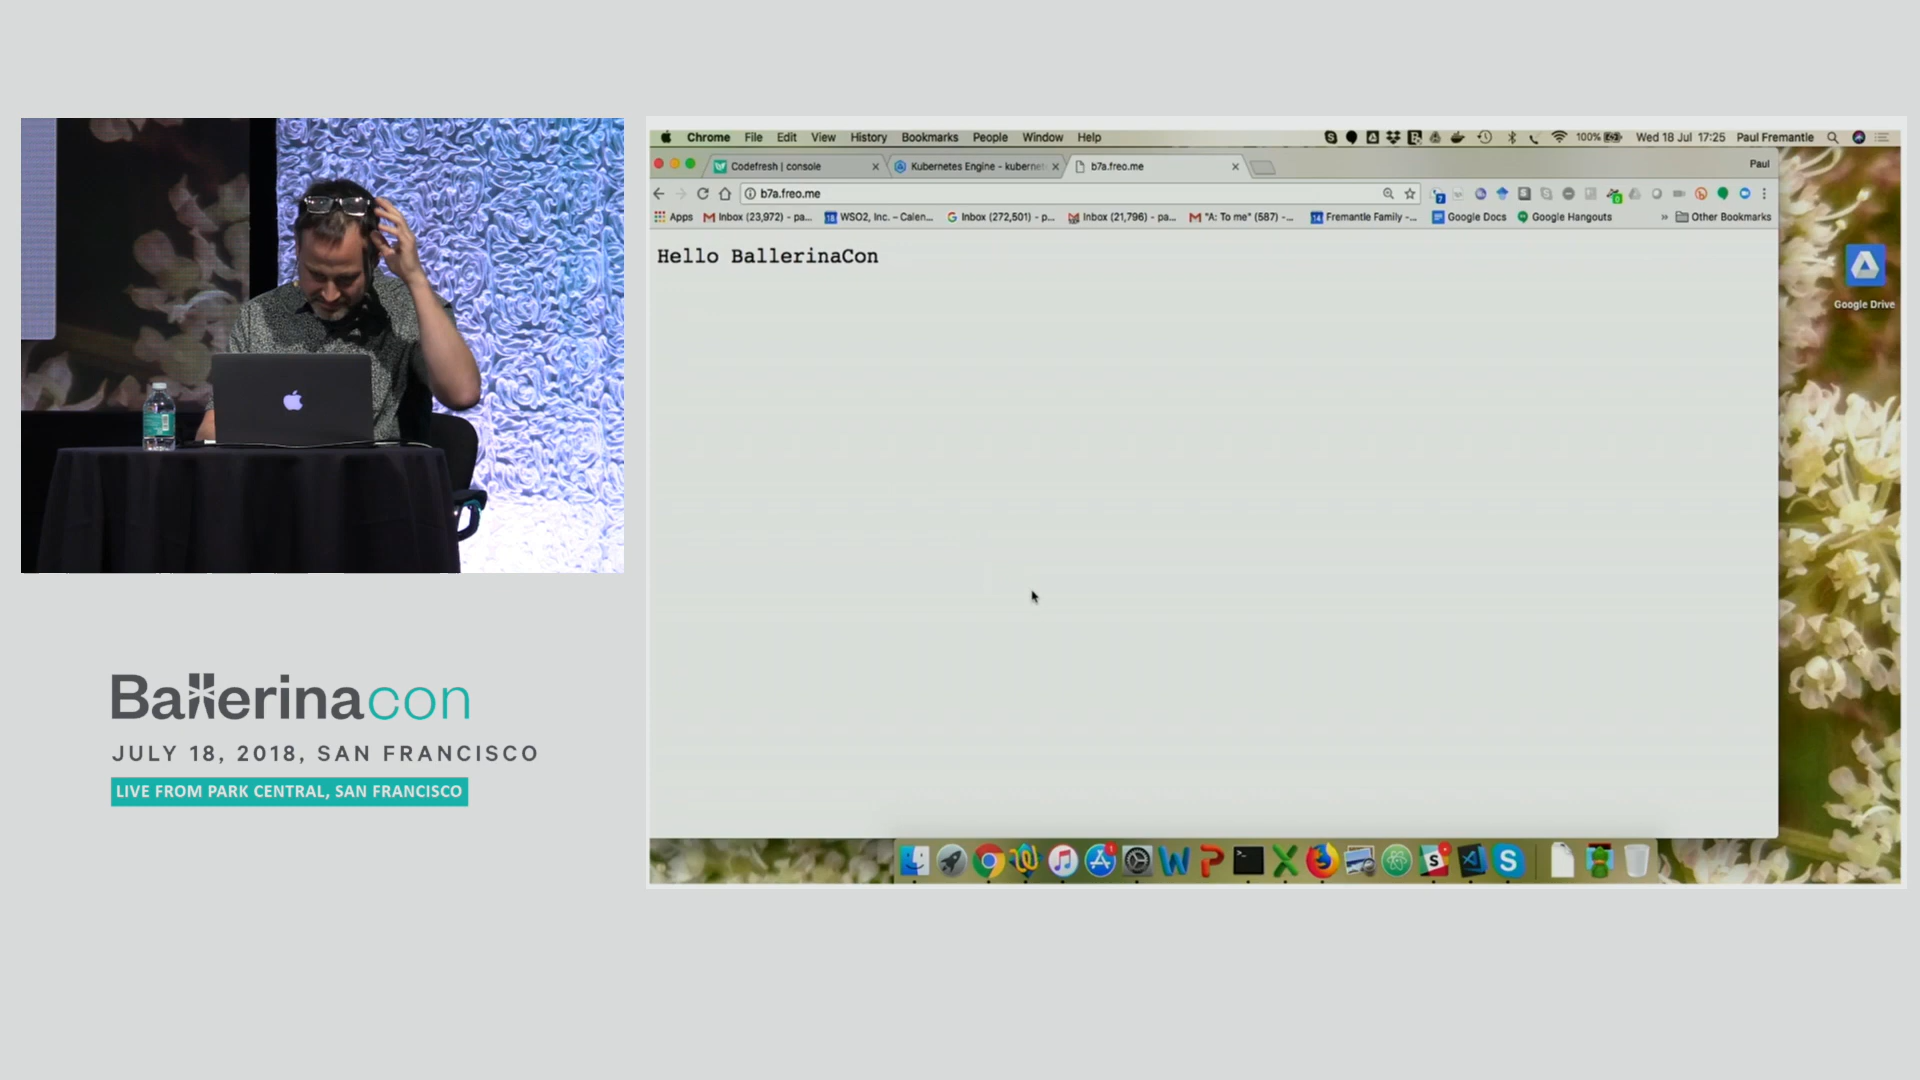 Chrome File Edit View History Bookmarks People Window Help 100% Wed 18 Jul 17:25 Paul Fremantle
Codefresh | console Kubernetes Engine - kuberne b7a.freo.me Paul
b7a.freo.me
Apps Inbox (23,972) - pa... WSO2, Inc. – Calen... Inbox (272,501) - p... Inbox (21,796) - pa... "A: To me" (587) -... Fremantle Family -... Google Docs Google Hangouts » Other Bookmarks
Hello BallerinaCon
Google Drive
Ballerinacon
JULY 18, 2018, SAN FRANCISCO
LIVE FROM PARK CENTRAL, SAN FRANCISCO